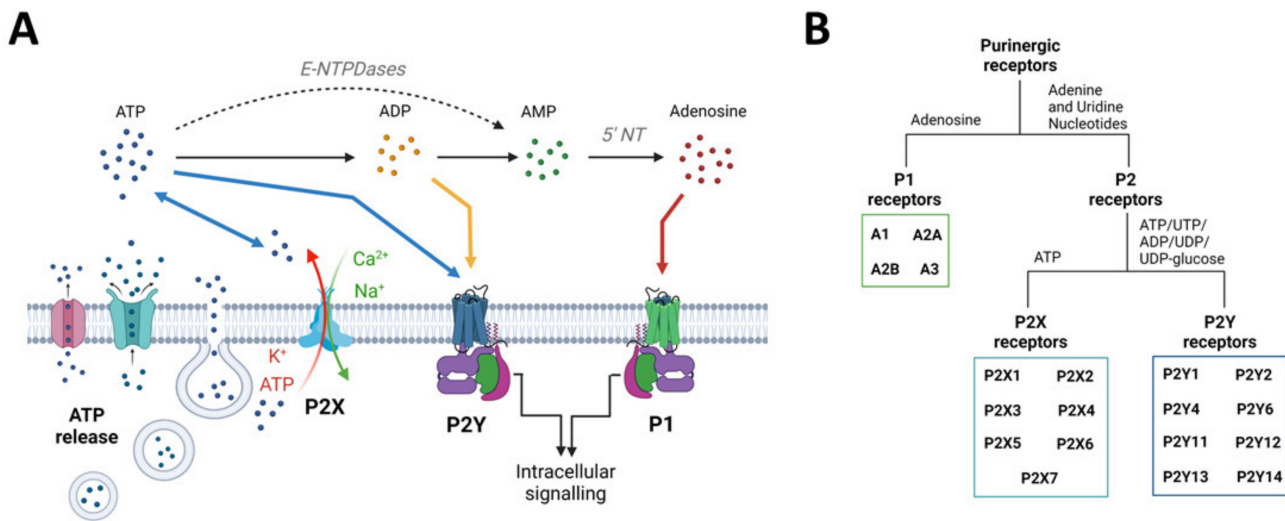 A
E-NTPDases
ATP
ADP
AMP
Adenosine
5' NT
Ca²⁺
Na⁺
K⁺
ATP
ATP
release
P2X
P2Y
P1
Intracellular
signalling
B
Purinergic
receptors
Adenosine
Adenine
and Uridine
Nucleotides
P1
receptors
P2
receptors
A1 A2A
A2B A3
ATP
ATP/UTP/
ADP/UDP/
UDP-glucose
P2X
receptors
P2Y
receptors
P2X1 P2X2
P2X3 P2X4
P2X5 P2X6
P2X7
P2Y1 P2Y2
P2Y4 P2Y6
P2Y11 P2Y12
P2Y13 P2Y14